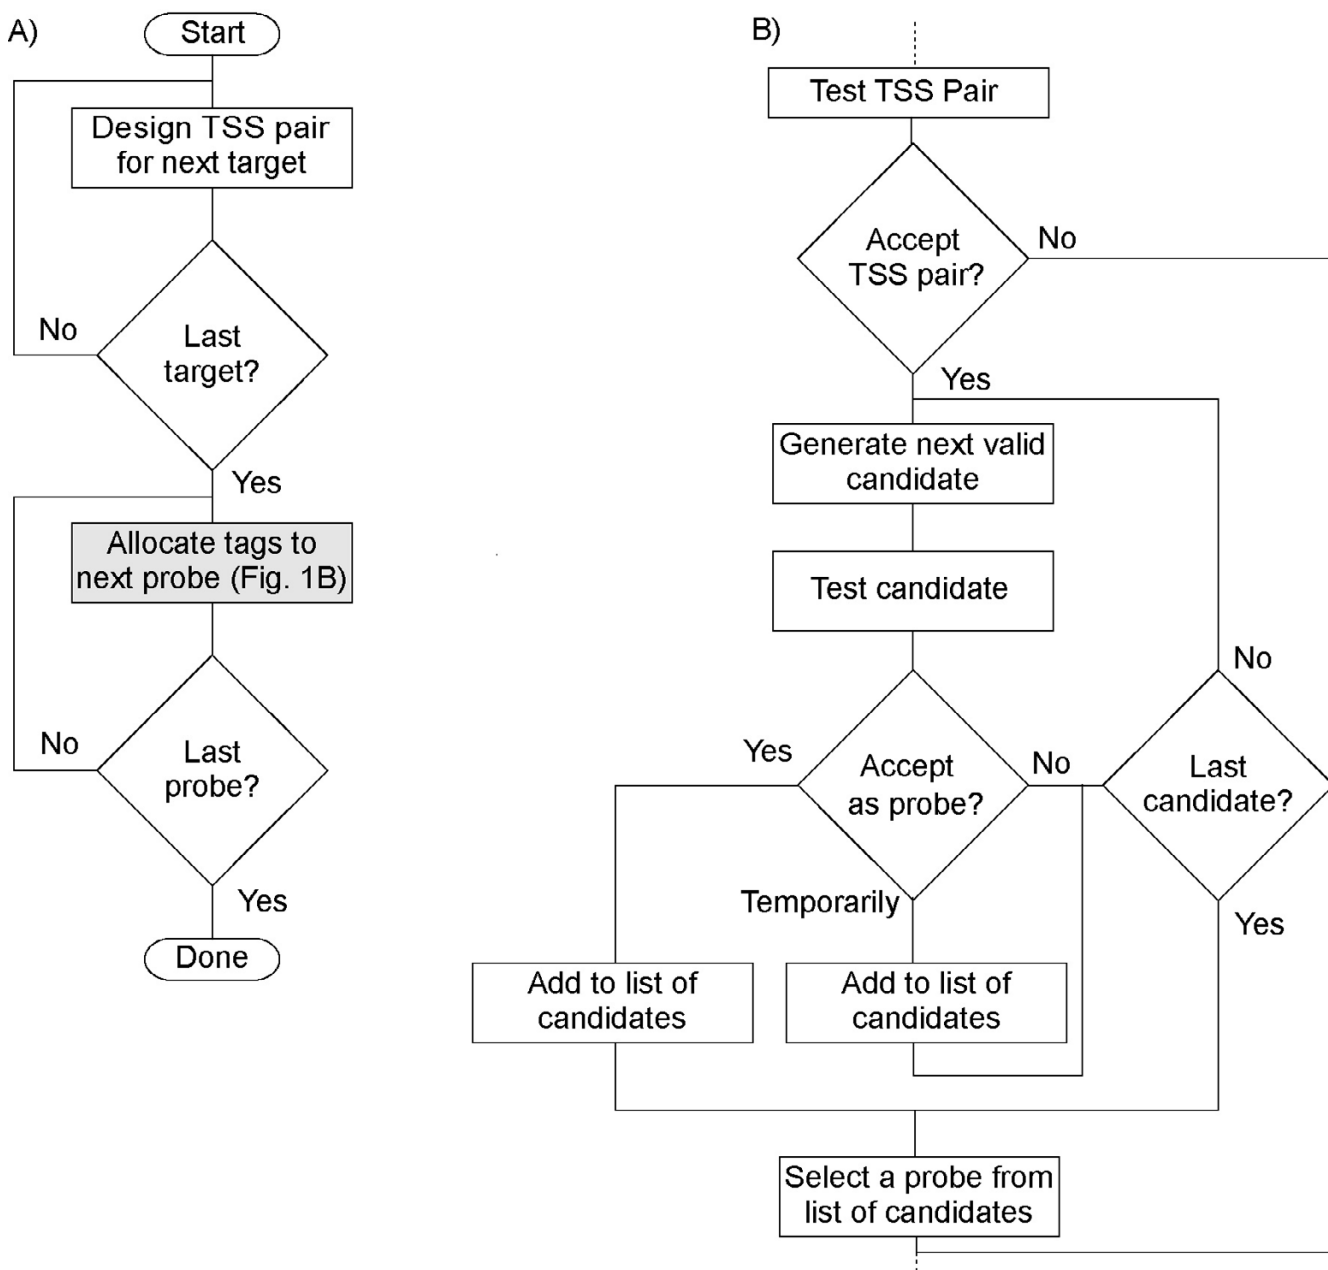 A)
Start
Design TSS pair
for next target
No
Last
target?
Yes
Allocate tags to
next probe (Fig. 1B)
No
Last
probe?
Yes
Done
B)
Test TSS Pair
Accept
TSS pair?
No
Yes
Generate next valid
candidate
Test candidate
No
Yes
Accept
as probe?
No
Last
candidate?
Temporarily
Yes
Add to list of
candidates
Add to list of
candidates
Select a probe from
list of candidates